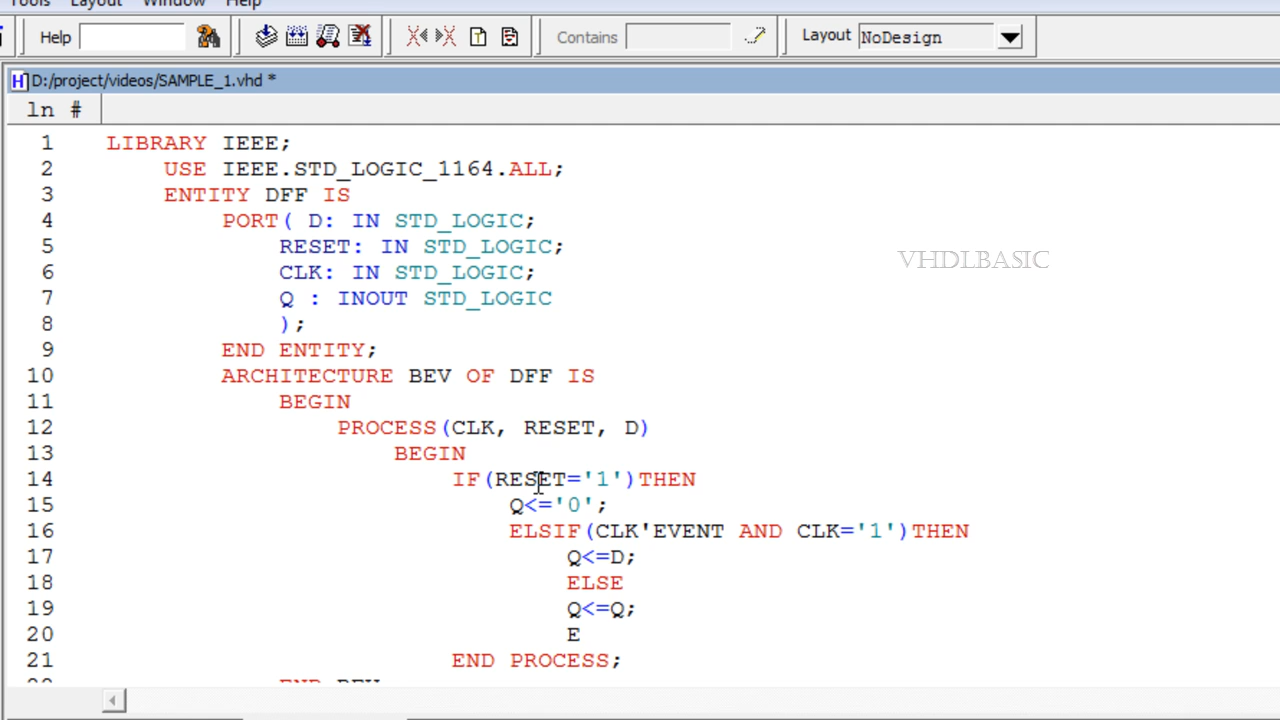 Tools Layout Window Help
Help Contains Layout NoDesign
D:/project/videos/SAMPLE_1.vhd *
ln #
1 LIBRARY IEEE;
2 USE IEEE.STD_LOGIC_1164.ALL;
3 ENTITY DFF IS
4 PORT( D: IN STD_LOGIC;
5 RESET: IN STD_LOGIC;
VHDLBASIC
6 CLK: IN STD_LOGIC;
7 Q : INOUT STD_LOGIC
8 );
9 END ENTITY;
10 ARCHITECTURE BEV OF DFF IS
11 BEGIN
12 PROCESS(CLK, RESET, D)
13 BEGIN
14 IF(RESET='1')THEN
15 Q<='0';
16 ELSIF(CLK'EVENT AND CLK='1')THEN
17 Q<=D;
18 ELSE
19 Q<=Q;
20 E
21 END PROCESS;
22 END BEV